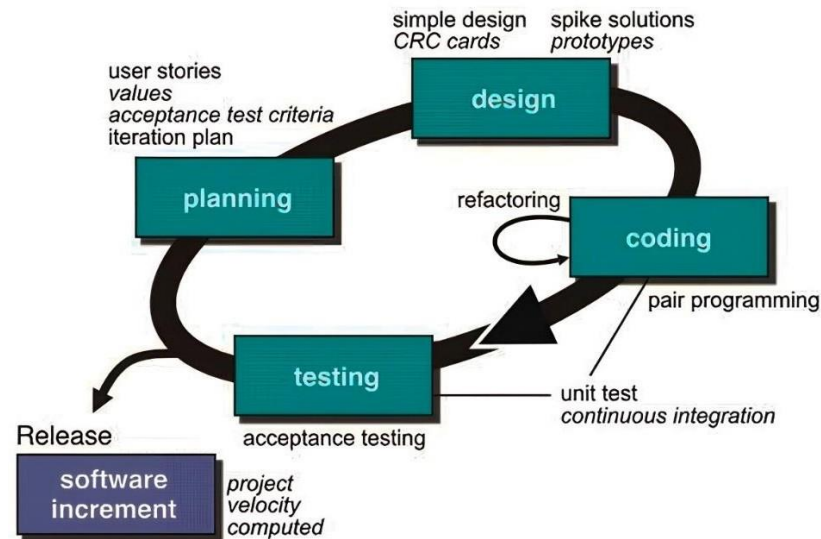 simple design
CRC cards
spike solutions
prototypes
design
user stories
values
acceptance test criteria
iteration plan
planning
refactoring
coding
pair programming
testing
acceptance testing
unit test
continuous integration
Release
software
increment
project
velocity
computed